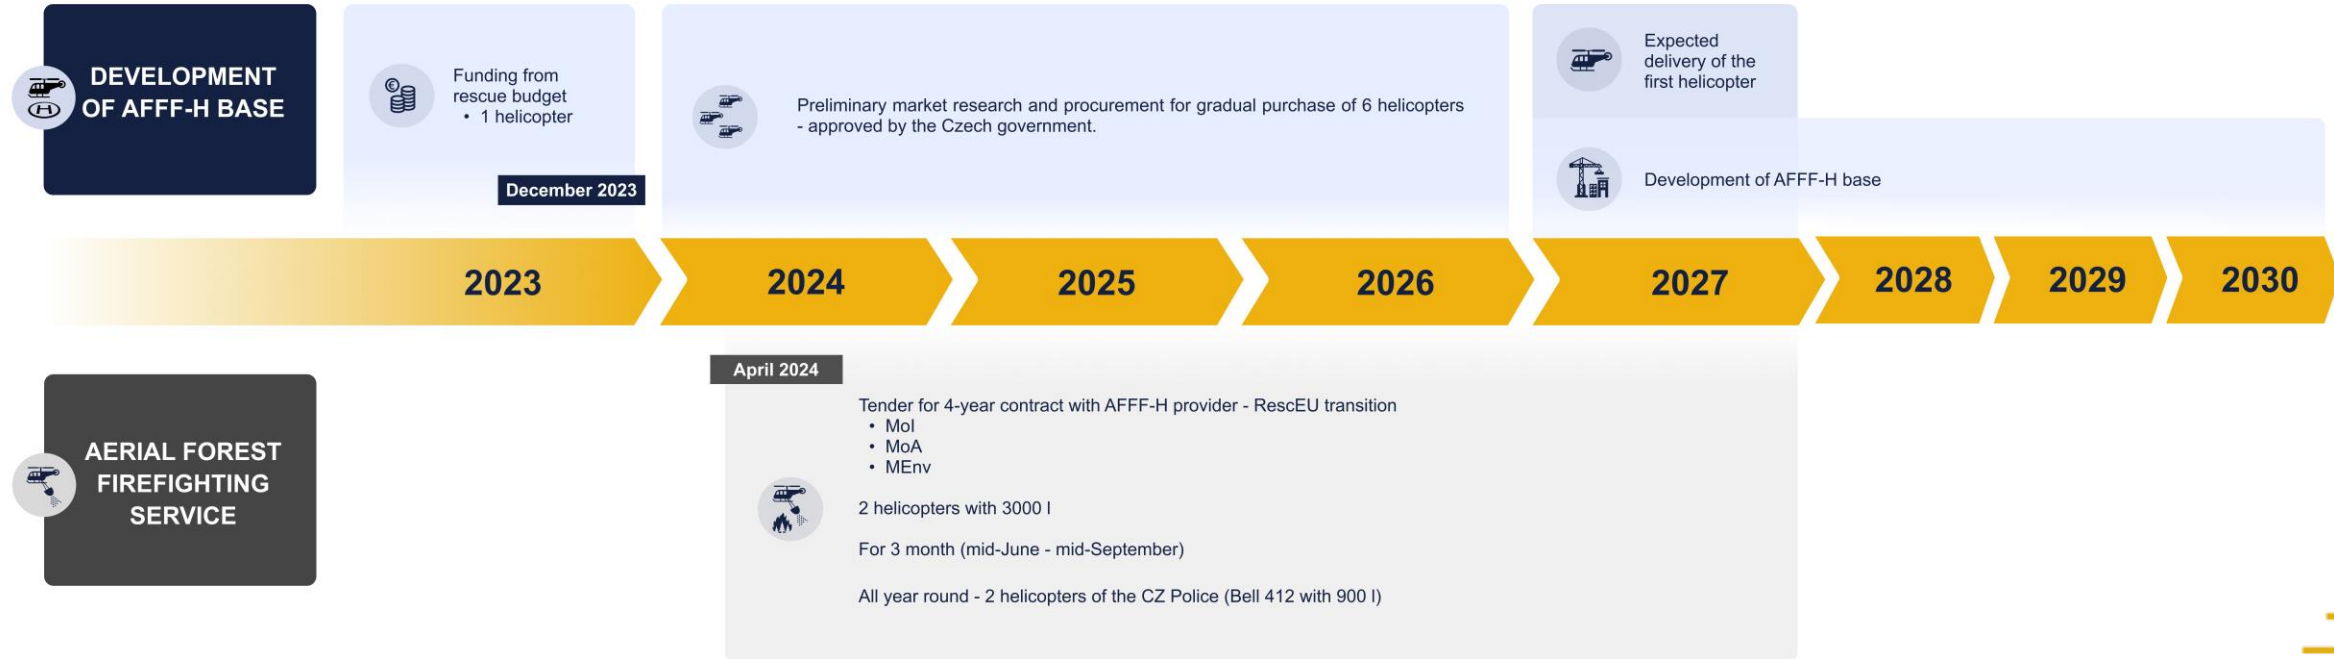 DEVELOPMENT
OF AFFF-H BASE
Funding from
rescue budget
• 1 helicopter
December 2023
Preliminary market research and procurement for gradual purchase of 6 helicopters
- approved by the Czech government.
Expected
delivery of the
first helicopter
Development of AFFF-H base
2023
2024
2025
2026
2027
2028
2029
2030
AERIAL FOREST
FIREFIGHTING
SERVICE
April 2024
Tender for 4-year contract with AFFF-H provider - RescEU transition
• MoI
• MoA
• MEnv
2 helicopters with 3000 l
For 3 month (mid-June - mid-September)
All year round - 2 helicopters of the CZ Police (Bell 412 with 900 l)